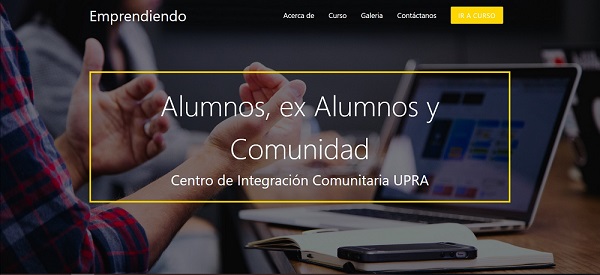 Emprendiendo
Acerca de
Curso
Galeria
Contáctanos
IR A CURSO
Alumnos, ex Alumnos y
Comunidad
Centro de Integración Comunitaria UPRA